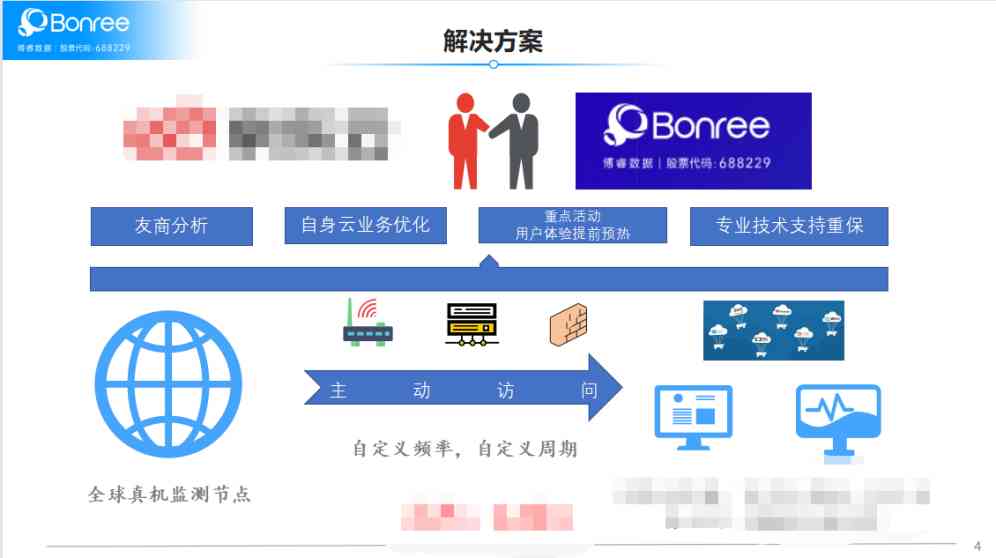 Bonree
博睿数据 | 股票代码:688229
解决方案
Bonree
博睿数据 | 股票代码:688229
友商分析
自身云业务优化
重点活动
用户体验提前预热
专业技术支持重保
主 动 访 问
自定义频率，自定义周期
全球真机监测节点
4